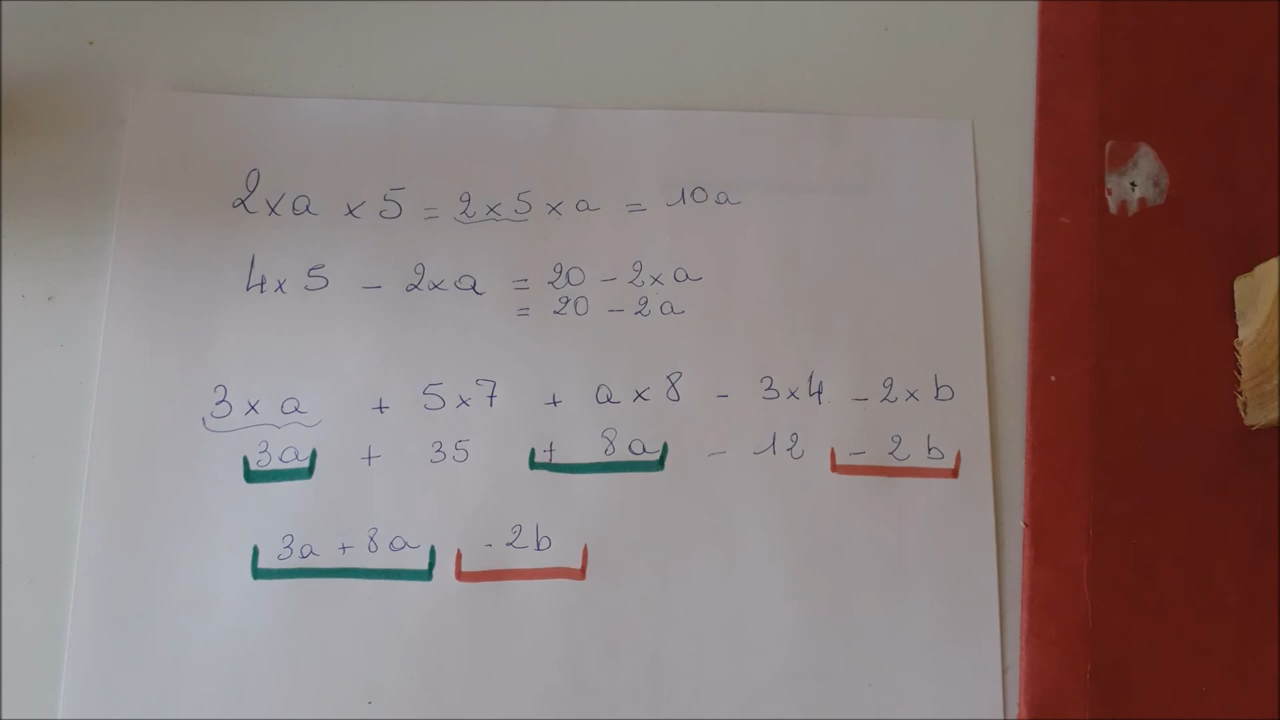 2 x a x 5 = 2 x 5 x a = 10a
4 x 5 - 2 x a = 20 - 2 x a
= 20 - 2a
3 x a + 5 x 7 + a x 8 - 3 x 4 - 2 x b
3a + 35 + 8a - 12 - 2b
3a + 8a - 2b